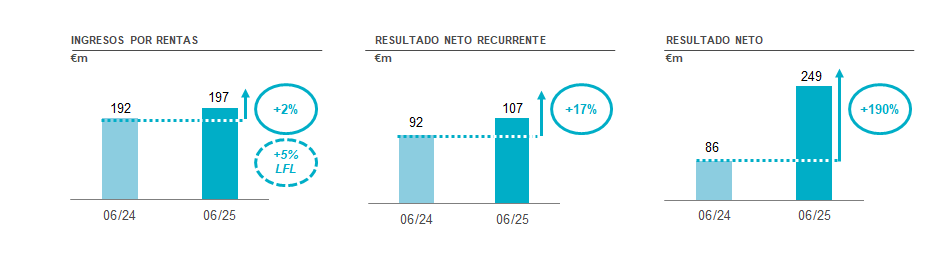 INGRESOS POR RENTAS
€m
192
197
+2%
+5%
LFL
06/24
06/25
RESULTADO NETO RECURRENTE
€m
92
107
+17%
06/24
06/25
RESULTADO NETO
€m
86
249
+190%
06/24
06/25